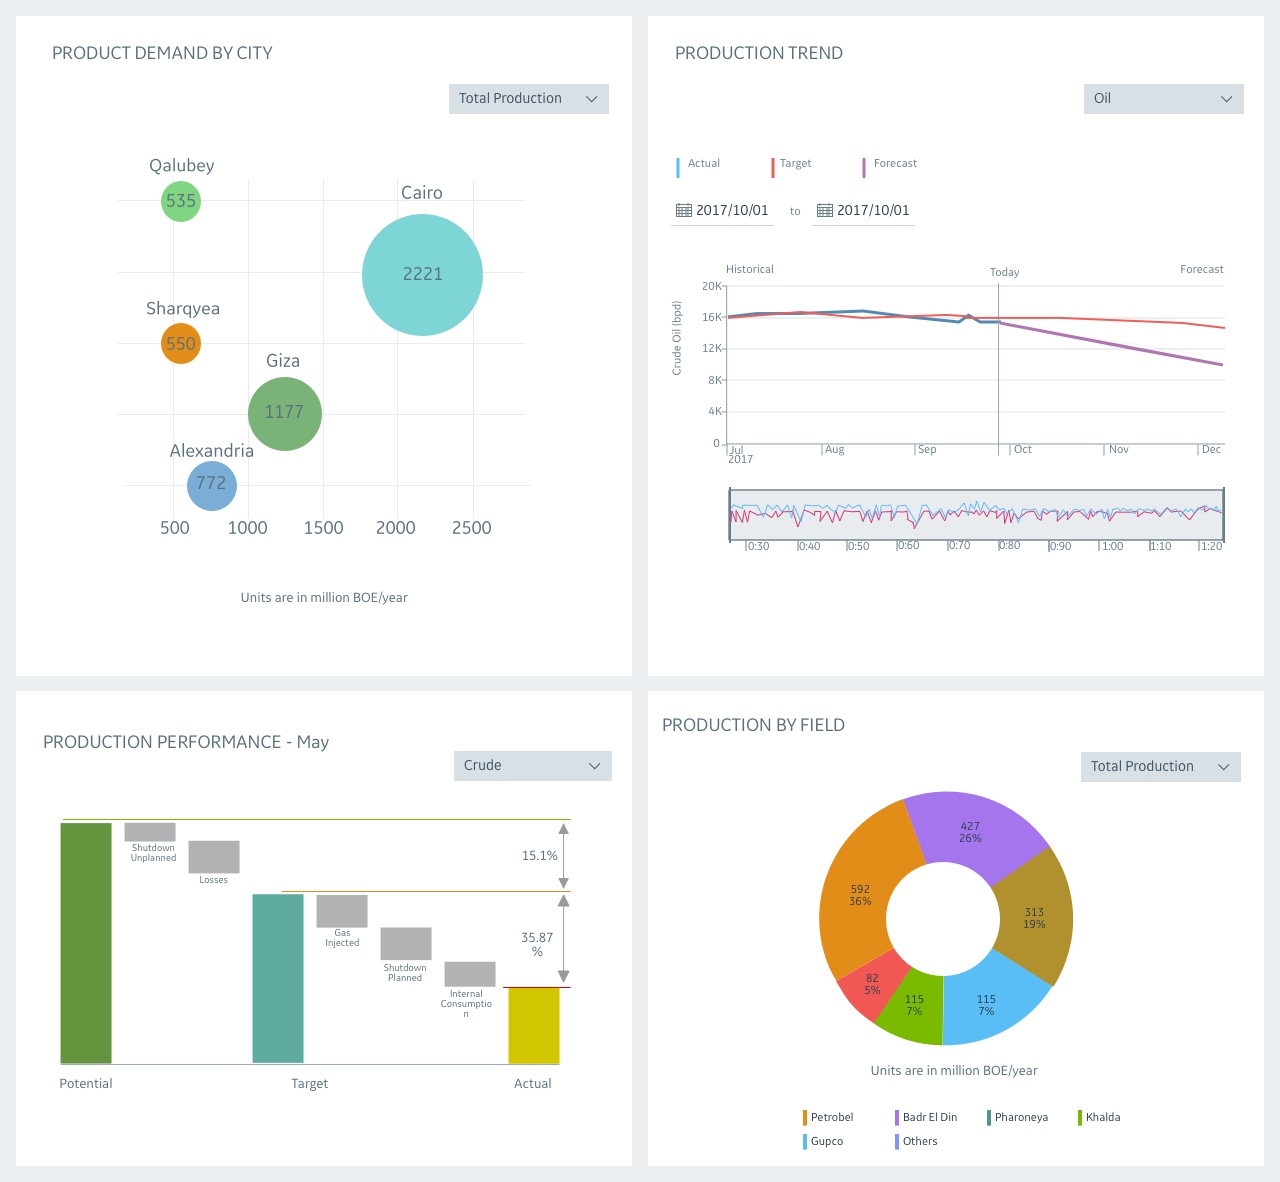 PRODUCT DEMAND BY CITY
Total Production
Qalubey
535
Cairo
2221
Sharqyea
550
Giza
1177
Alexandria
772
500 1000 1500 2000 2500
Units are in million BOE/year
PRODUCTION TREND
Oil
Actual Target Forecast
2017/10/01 to 2017/10/01
Historical Today Forecast
Crude Oil (bpd)
20K
16K
12K
8K
4K
0
Jul Aug Sep Oct Nov Dec
2017
0:30 0:40 0:50 0:60 0:70 0:80 0:90 1:00 1:10 1:20
PRODUCTION PERFORMANCE - May
Crude
Shutdown
Unplanned
Losses
15.1%
Gas
Injected
Shutdown
Planned
Internal
Consumptio
n
35.87
%
Potential Target Actual
PRODUCTION BY FIELD
Total Production
427
26%
592
36%
313
19%
82
5%
115
7%
115
7%
Units are in million BOE/year
Petrobel Badr El Din Pharoneya Khalda
Gupco Others